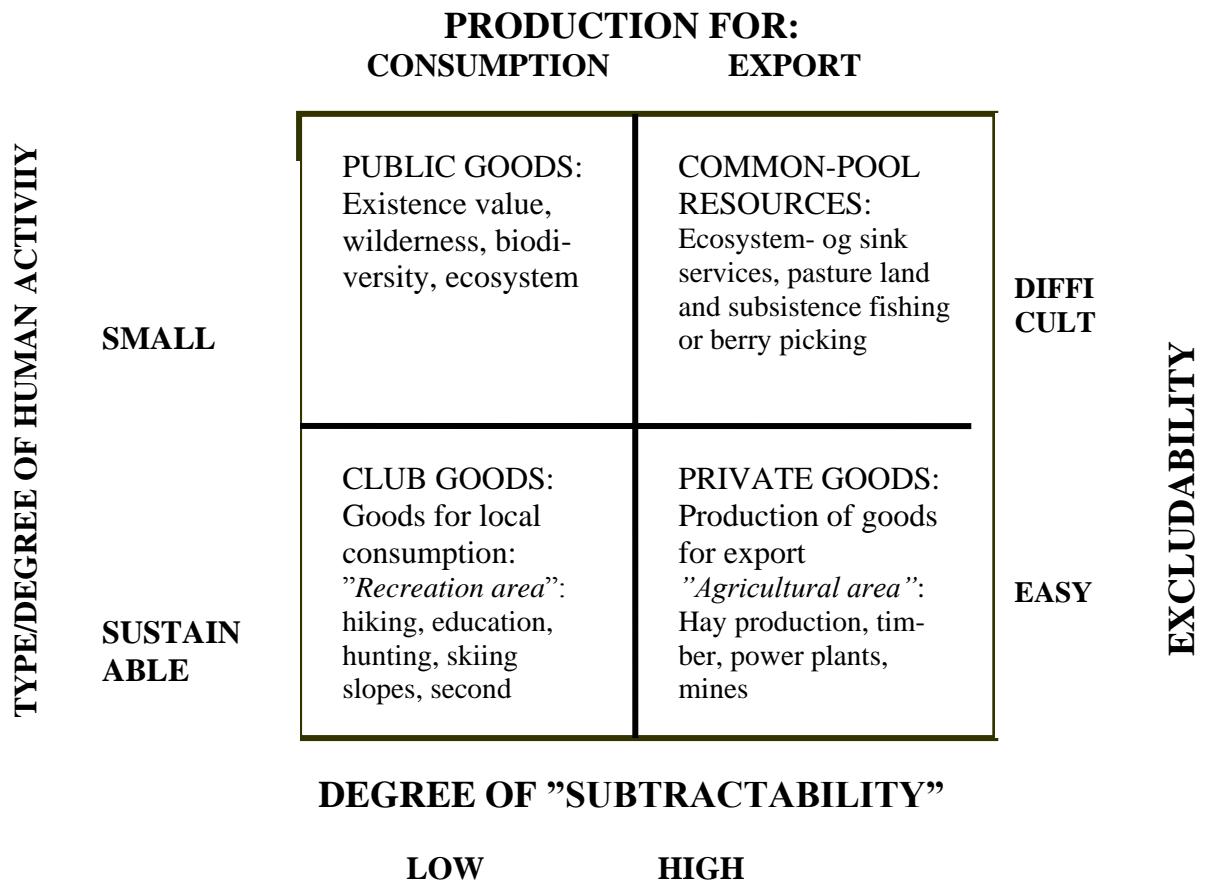 PRODUCTION FOR:
CONSUMPTION EXPORT
TYPE/DEGREE OF HUMAN ACTIVIIY
SMALL
SUSTAIN
ABLE
PUBLIC GOODS:
Existence value,
wilderness, biodi-
versity, ecosystem
COMMON-POOL
RESOURCES:
Ecosystem- og sink
services, pasture land
and subsistence fishing
or berry picking
CLUB GOODS:
Goods for local
consumption:
”Recreation area”:
hiking, education,
hunting, skiing
slopes, second
PRIVATE GOODS:
Production of goods
for export
”Agricultural area”:
Hay production, tim-
ber, power plants,
mines
DIFFI
CULT
EASY
EXCLUDABILITY
DEGREE OF ”SUBTRACTABILITY”
LOW HIGH